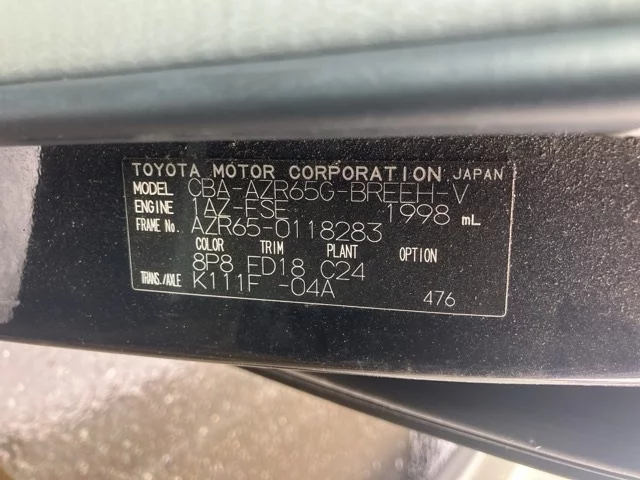 TOYOTA MOTOR CORPORATION JAPAN
MODEL CBA-AZR65G-BREEH-V
ENGINE 1AZ-FSE 1998 mL
FRAME No. AZR65-0118283
COLOR TRIM PLANT OPTION
8P8 FD18 C24
TRANS./AXLE K111F -04A
476